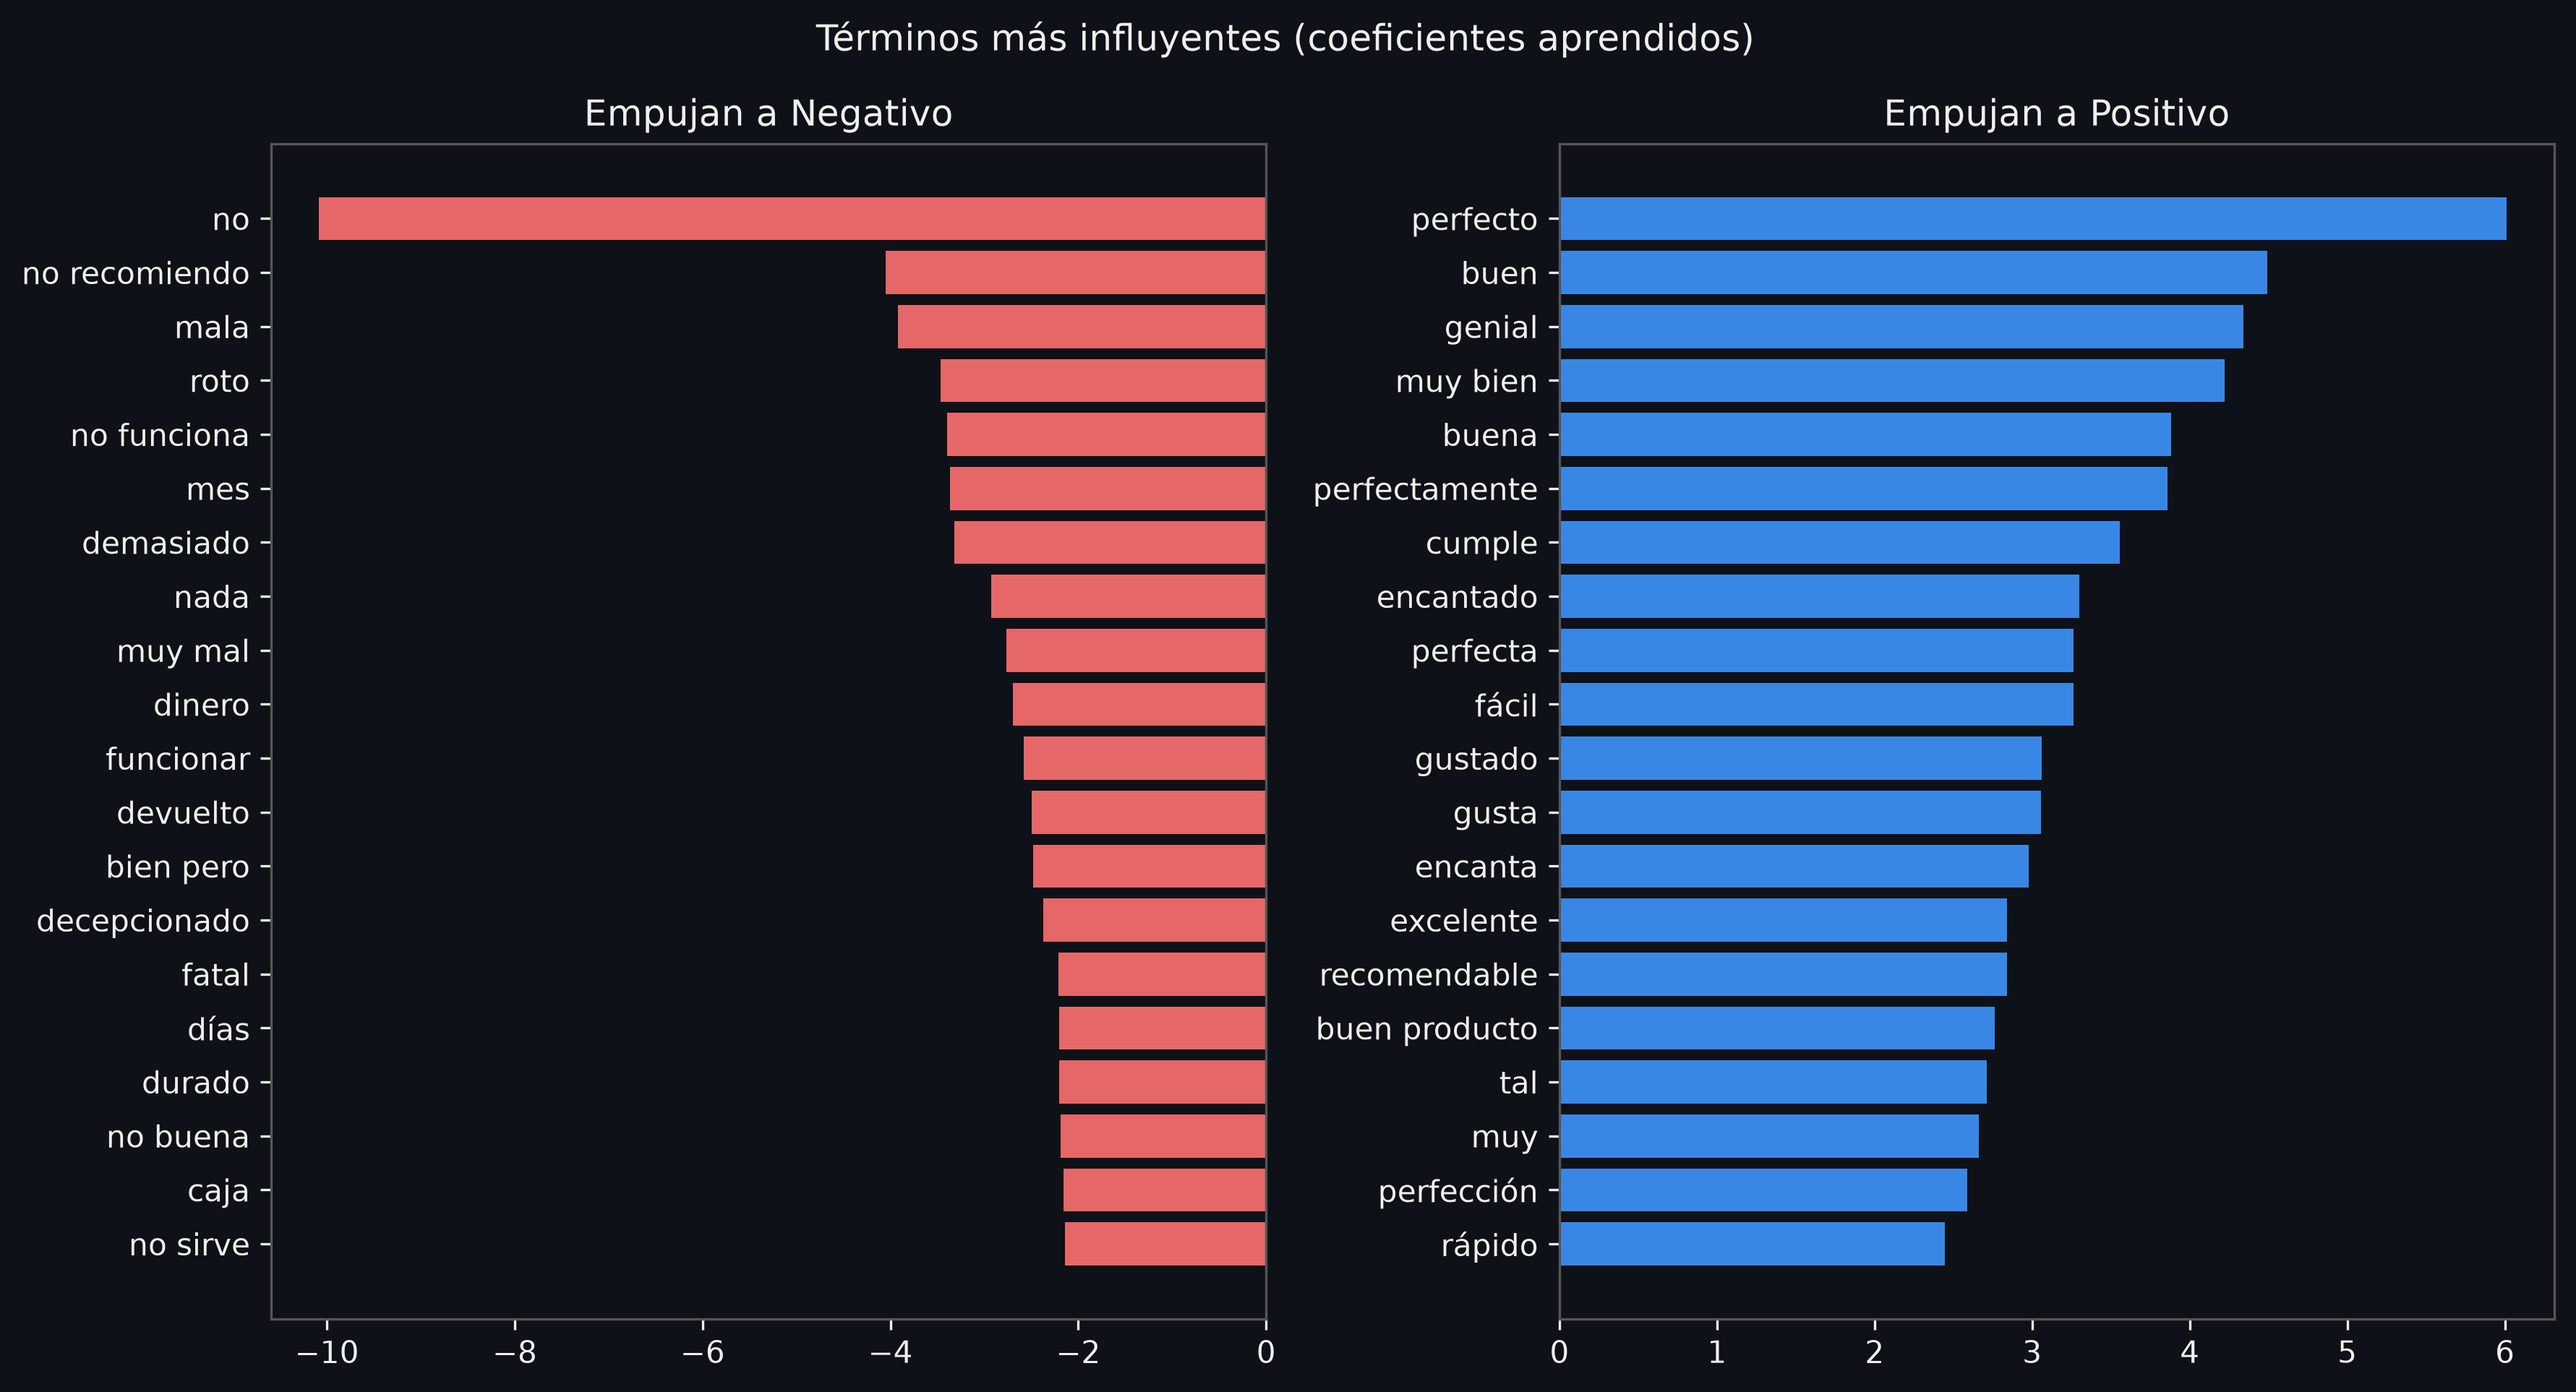 Términos más influyentes (coeficientes aprendidos)
Empujan a Negativo
no
no recomiendo
mala
roto
no funciona
mes
demasiado
nada
muy mal
dinero
funcionar
devuelto
bien pero
decepcionado
fatal
días
durado
no buena
caja
no sirve
−10 −8 −6 −4 −2 0
Empujan a Positivo
perfecto
buen
genial
muy bien
buena
perfectamente
cumple
encantado
perfecta
fácil
gustado
gusta
encanta
excelente
recomendable
buen producto
tal
muy
perfección
rápido
0 1 2 3 4 5 6